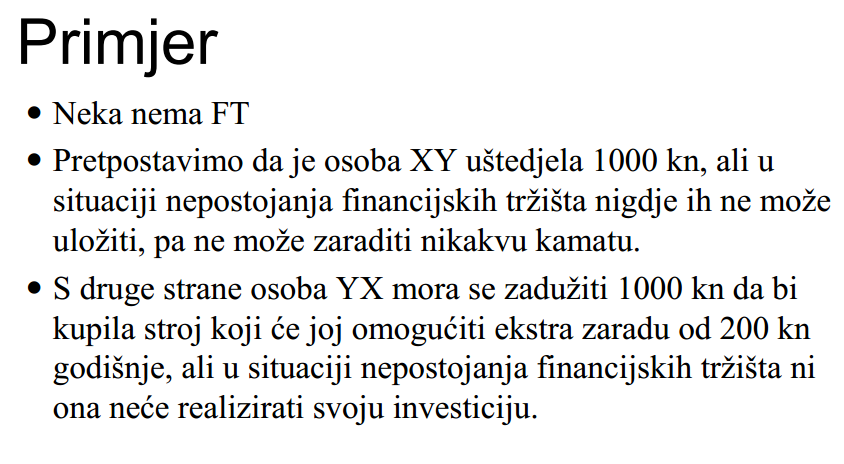 Primjer
• Neka nema FT
• Pretpostavimo da je osoba XY uštedjela 1000 kn, ali u
situaciji nepostojanja financijskih tržišta nigdje ih ne može
uložiti, pa ne može zaraditi nikakvu kamatu.
• S druge strane osoba YX mora se zadužiti 1000 kn da bi
kupila stroj koji će joj omogućiti ekstra zaradu od 200 kn
godišnje, ali u situaciji nepostojanja financijskih tržišta ni
ona neće realizirati svoju investiciju.